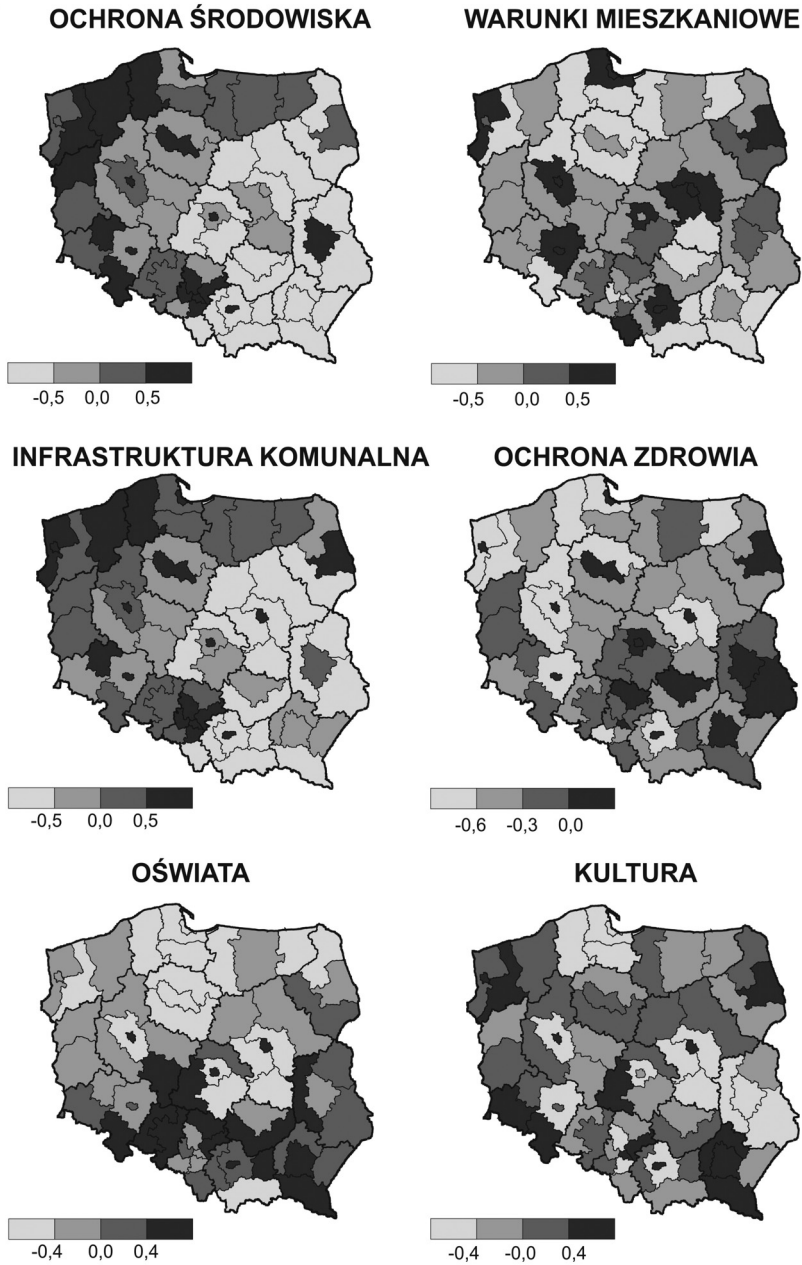 OCHRONA ŚRODOWISKA WARUNKI MIESZKANIOWE
-0,5 0,0 0,5 -0,5 0,0 0,5
INFRASTRUKTURA KOMUNALNA OCHRONA ZDROWIA
-0,5 0,0 0,5 -0,6 -0,3 0,0
OŚWIATA KULTURA
-0,4 0,0 0,4 -0,4 -0,0 0,4